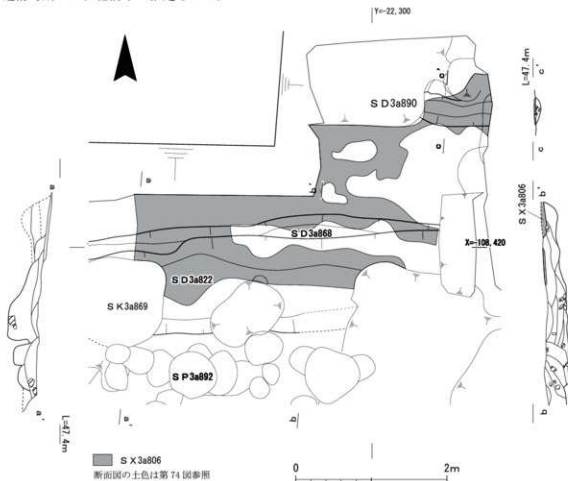 Y=-22,300
L=47.4m
c'
c'
SD3a890
c
c
a
a
b'
b'
SX3a806
SD3a868
X=-108,420
SD3a822
SK3a869
SP3a892
a'
a'
b
b
L=47.4m
SX3a806
断面図の土色は第74図参照
0
2m